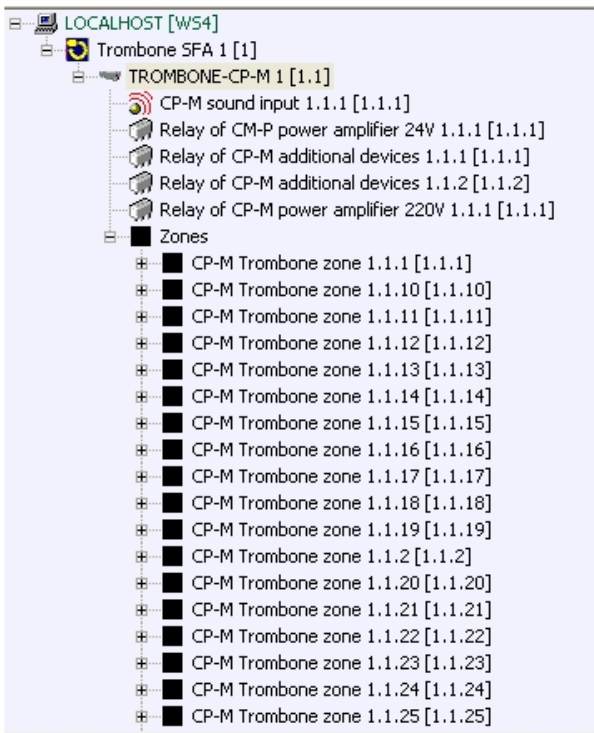 LOCALHOST [WS4]
Trombone SFA 1 [1]
TROMBONE-CP-M 1 [1.1]
CP-M sound input 1.1.1 [1.1.1]
Relay of CM-P power amplifier 24V 1.1.1 [1.1.1]
Relay of CP-M additional devices 1.1.1 [1.1.1]
Relay of CP-M additional devices 1.1.2 [1.1.2]
Relay of CP-M power amplifier 220V 1.1.1 [1.1.1]
Zones
CP-M Trombone zone 1.1.1 [1.1.1]
CP-M Trombone zone 1.1.10 [1.1.10]
CP-M Trombone zone 1.1.11 [1.1.11]
CP-M Trombone zone 1.1.12 [1.1.12]
CP-M Trombone zone 1.1.13 [1.1.13]
CP-M Trombone zone 1.1.14 [1.1.14]
CP-M Trombone zone 1.1.15 [1.1.15]
CP-M Trombone zone 1.1.16 [1.1.16]
CP-M Trombone zone 1.1.17 [1.1.17]
CP-M Trombone zone 1.1.18 [1.1.18]
CP-M Trombone zone 1.1.19 [1.1.19]
CP-M Trombone zone 1.1.2 [1.1.2]
CP-M Trombone zone 1.1.20 [1.1.20]
CP-M Trombone zone 1.1.21 [1.1.21]
CP-M Trombone zone 1.1.22 [1.1.22]
CP-M Trombone zone 1.1.23 [1.1.23]
CP-M Trombone zone 1.1.24 [1.1.24]
CP-M Trombone zone 1.1.25 [1.1.25]